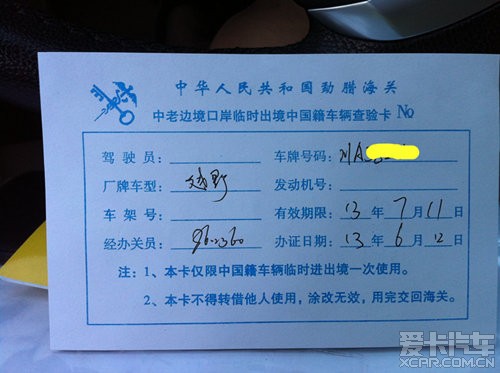 中华人民共和国勐腊海关
中老边境口岸临时出境中国籍车辆查验卡 No
驾驶员: 车牌号码: 川A
厂牌车型: 越野 发动机号:
车架号: 有效期限: 13 年 7 月 11 日
经办关员: 办证日期: 13 年 6 月 12 日
注: 1、本卡仅限中国籍车辆临时进出境一次使用。
2、本卡不得转借他人使用,涂改无效,用完交回海关。
爱卡汽车
XCAR.COM.CN